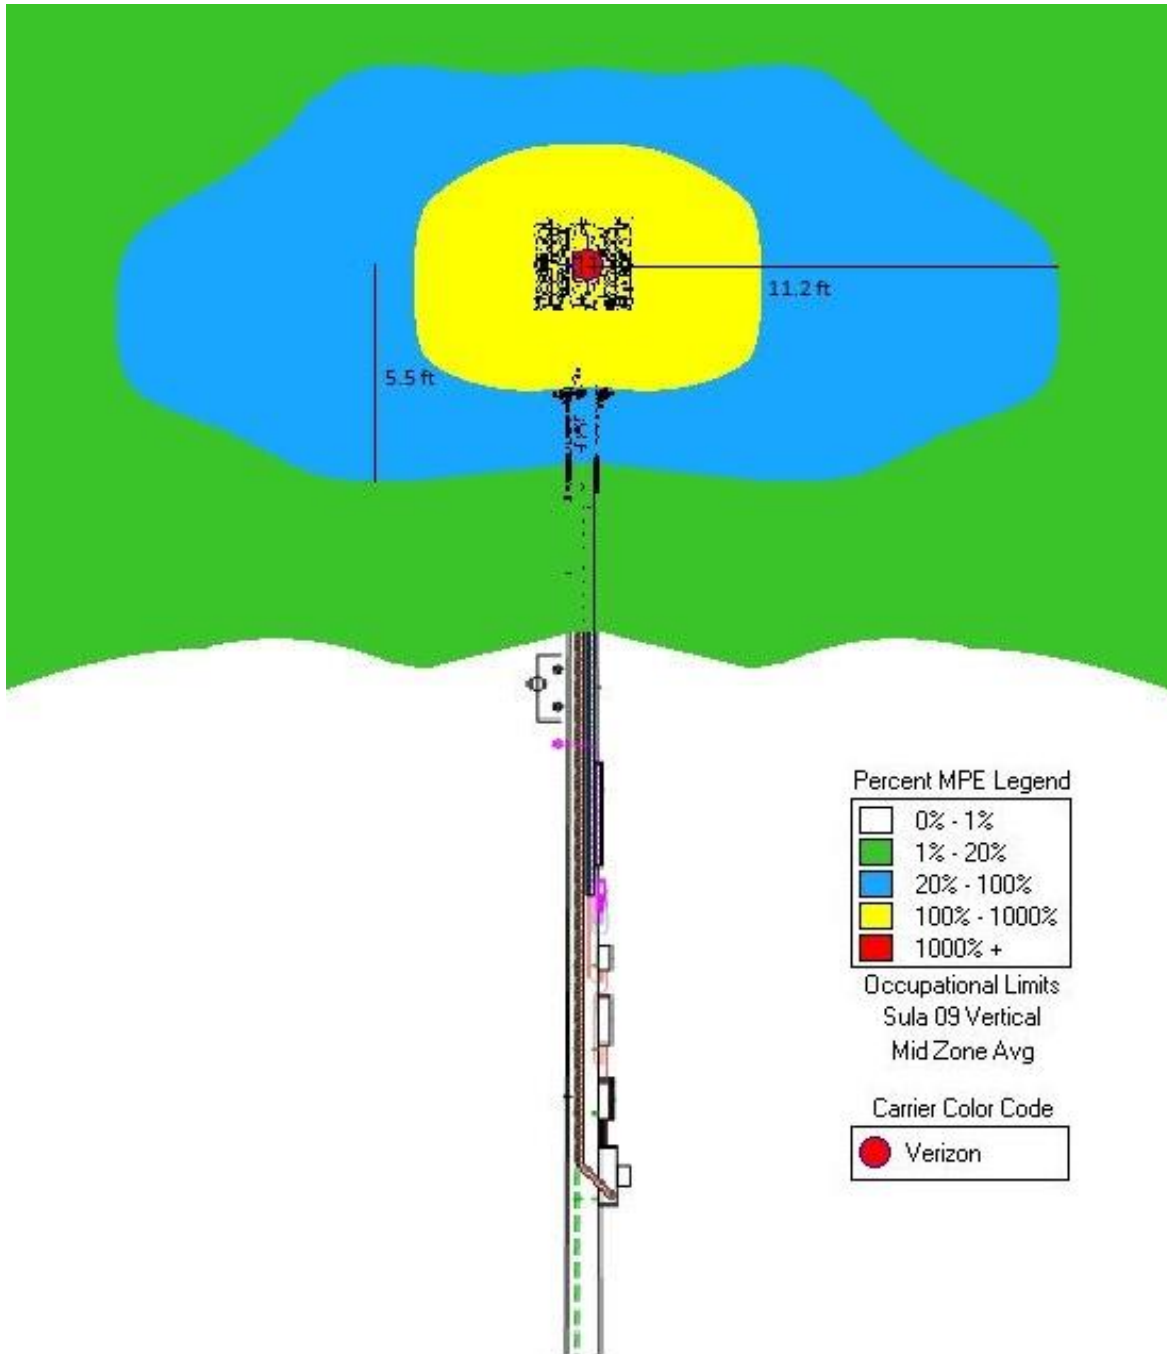 11.2 ft
5.5 ft
Percent MPE Legend
0% - 1%
1% - 20%
20% - 100%
100% - 1000%
1000% +
Occupational Limits
Sula 09 Vertical
Mid Zone Avg
Carrier Color Code
Verizon